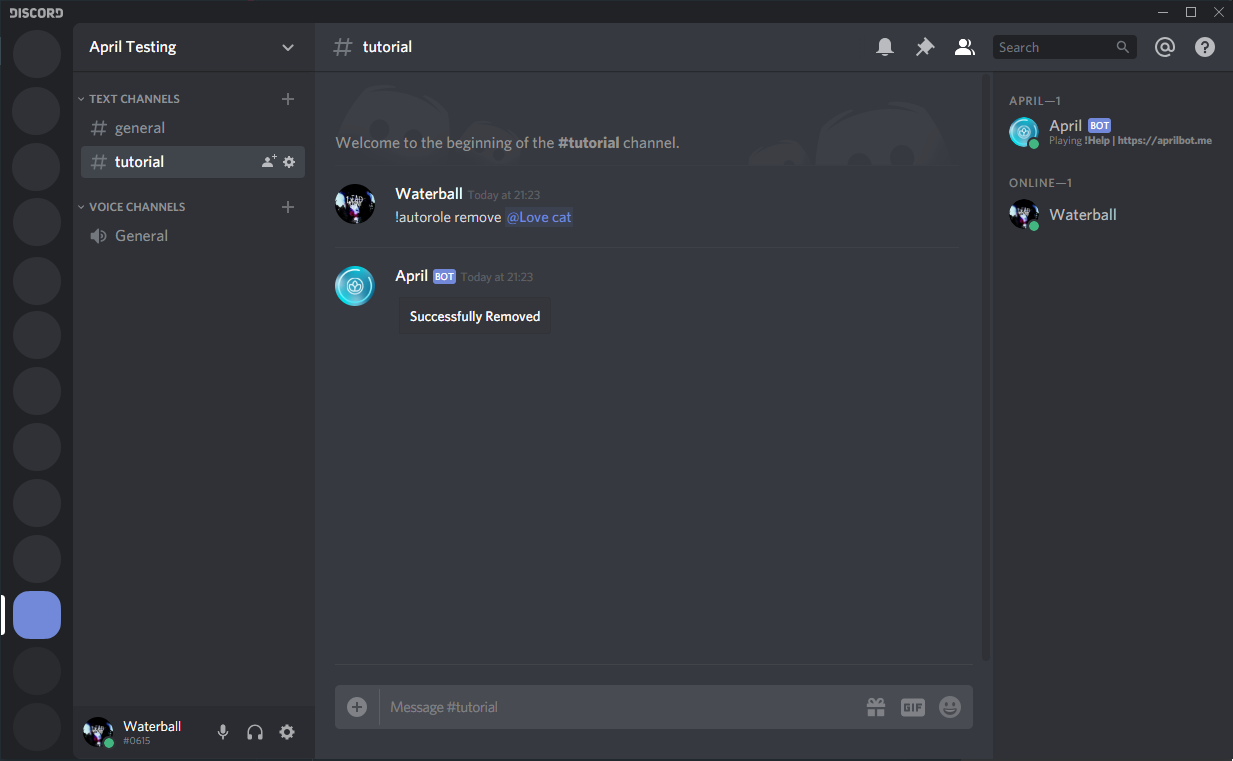 DISCORD
April Testing
TEXT CHANNELS
general
tutorial
VOICE CHANNELS
General
Waterball
#0615
# tutorial
Search
Welcome to the beginning of the #tutorial channel.
Waterball Today at 21:23
!autorole remove @Love cat
April BOT Today at 21:23
Successfully Removed
Message #tutorial
GIF
APRIL—1
April BOT
Playing !Help | https://aprilbot.me
ONLINE—1
Waterball